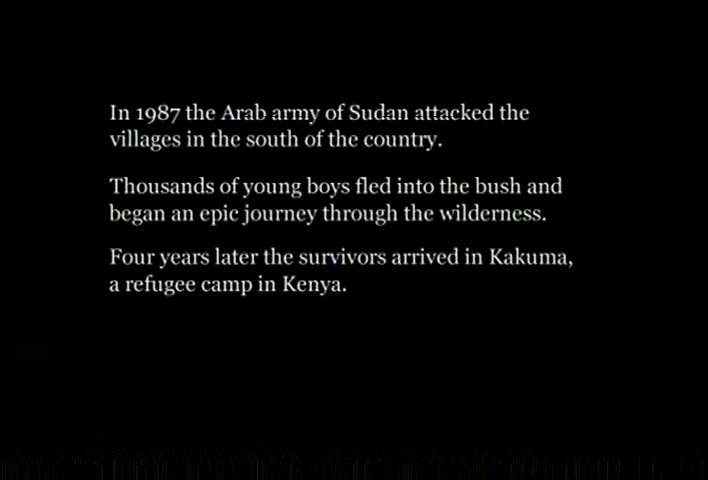 In 1987 the Arab army of Sudan attacked the
villages in the south of the country.
Thousands of young boys fled into the bush and
began an epic journey through the wilderness.
Four years later the survivors arrived in Kakuma,
a refugee camp in Kenya.